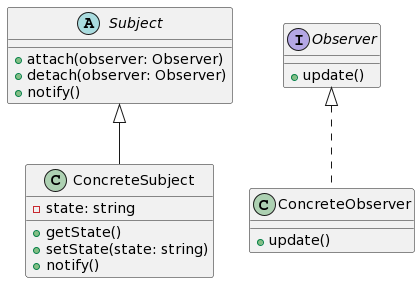 A Subject
attach(observer: Observer)
detach(observer: Observer)
notify()
I Observer
update()
C ConcreteSubject
state: string
getState()
setState(state: string)
notify()
C ConcreteObserver
update()